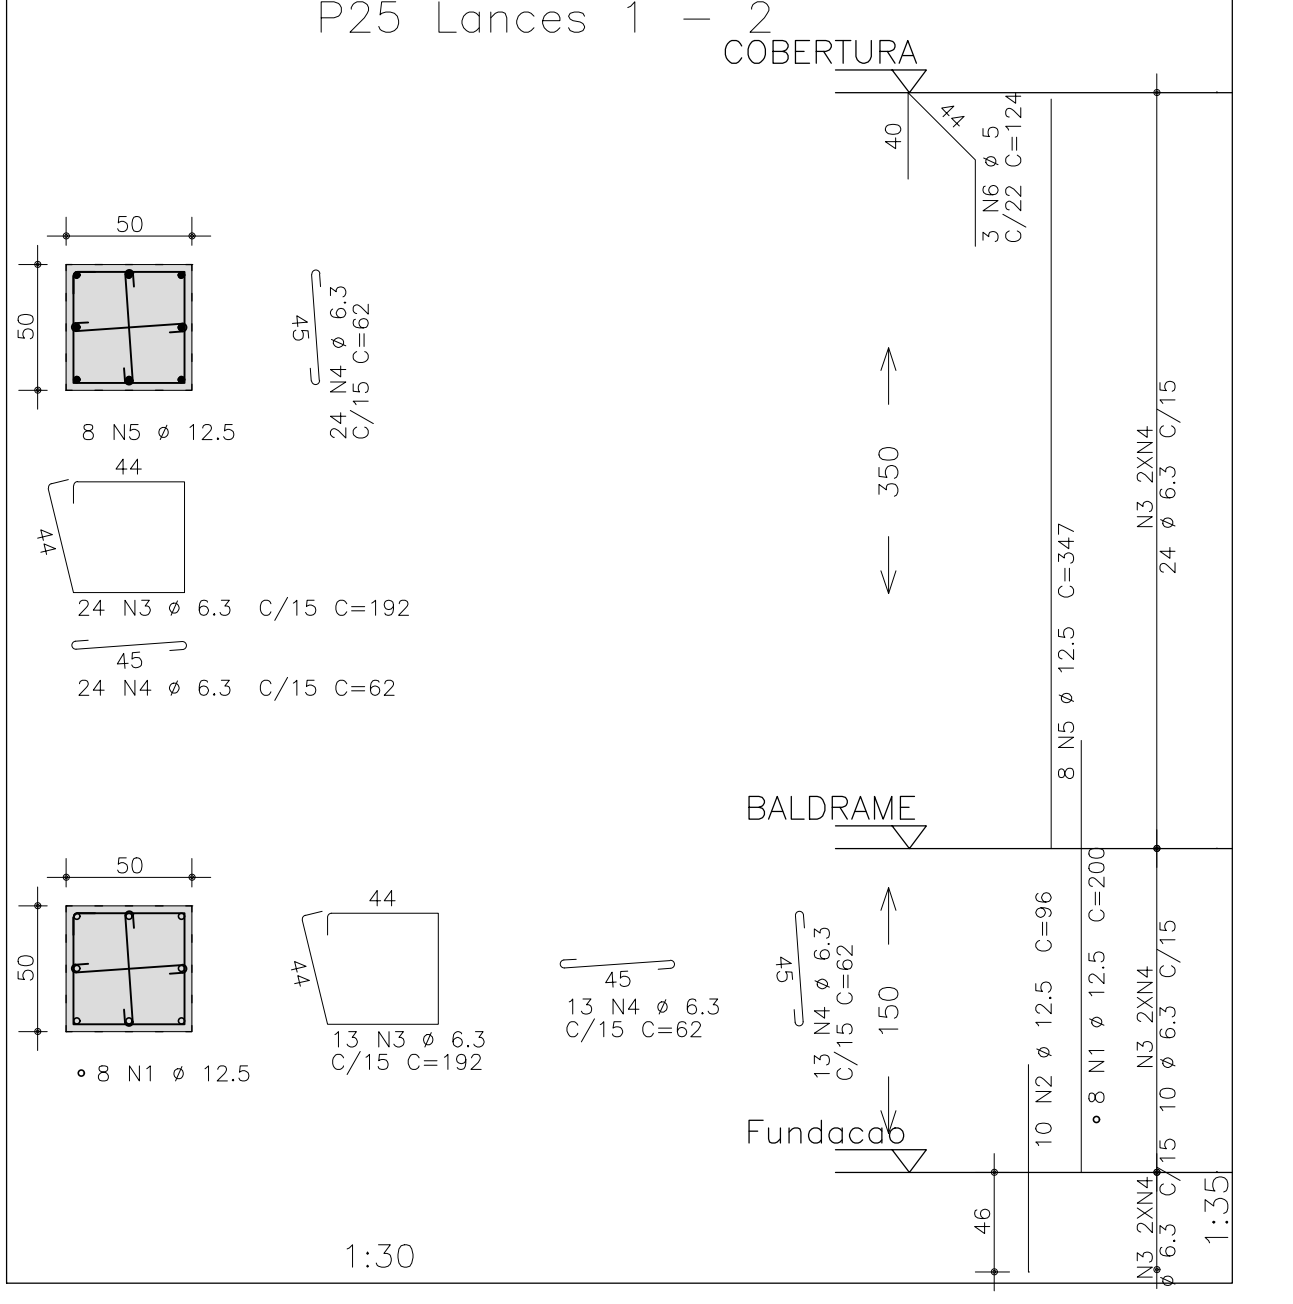 P25 Lances 1 – 2
COBERTURA
40
44
3 N6 ø 5
C/22 C=124
50
50
8 N5 ø 12.5
45
24 N4 ø 6.3
C/15 C=62
44
44
24 N3 ø 6.3 C/15 C=192
45
24 N4 ø 6.3 C/15 C=62
350
8 N5 ø 12.5 C=347
N3 2XN4
24 ø 6.3 C/15
BALDRAME
50
50
° 8 N1 ø 12.5
44
44
13 N3 ø 6.3
C/15 C=192
45
13 N4 ø 6.3
C/15 C=62
45
13 N4 ø 6.3
C/15 C=62
150
10 N2 ø 12.5 C=96
° 8 N1 ø 12.5 C=200
N3 2XN4
10 ø 6.3 C/15
Fundacao
46
N3 2XN4
ø 6.3 C/15
1:35
1:30